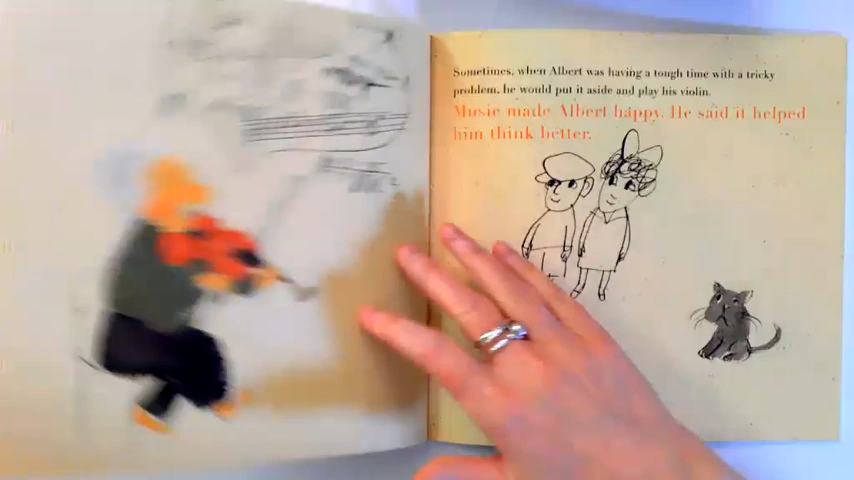 Sometimes, when Albert was having a tough time with a tricky
problem, he would put it aside and play his violin.
Music made Albert happy. He said it helped
him think better.